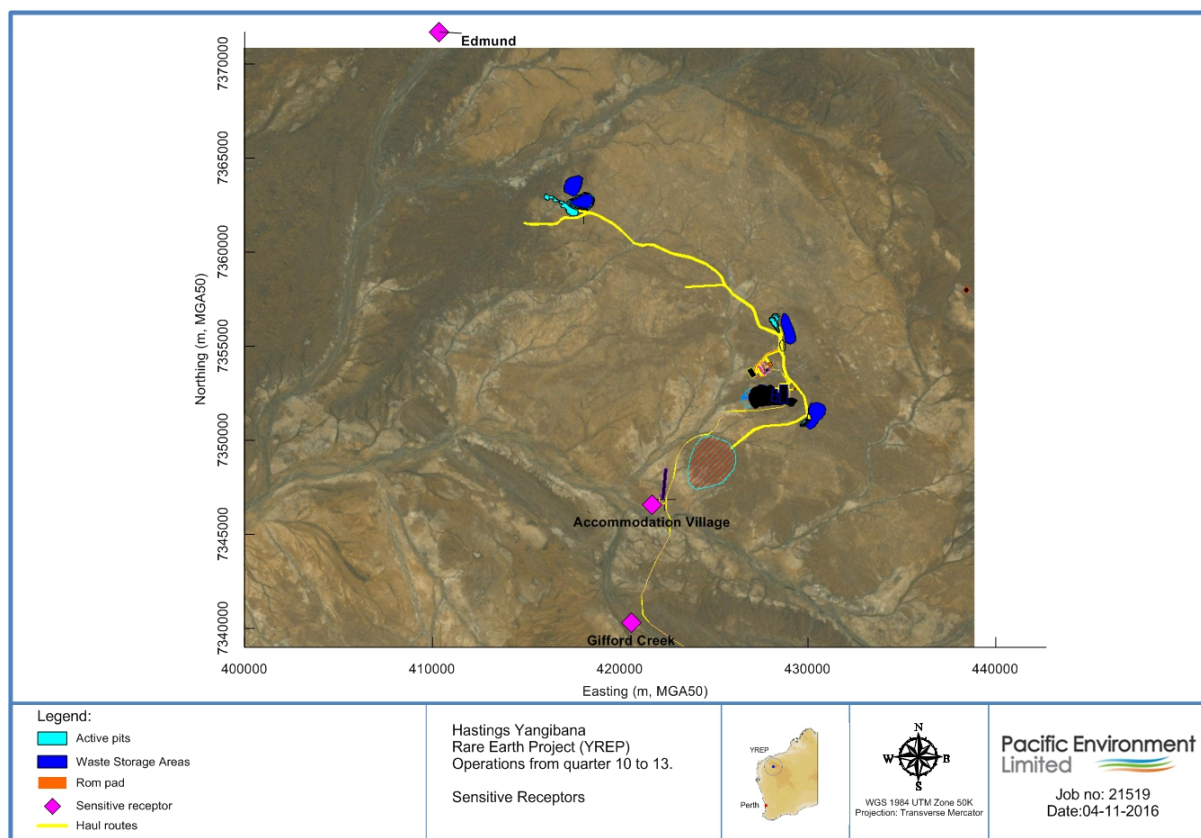 Edmund
7370000
7365000
7360000
7355000
7350000
7345000
7340000
Northing (m, MGA50)
Accommodation Village
Gifford Creek
400000
410000
420000
430000
440000
Easting (m, MGA50)
Legend:
Active pits
Waste Storage Areas
Rom pad
Sensitive receptor
Haul routes
Hastings Yangibana
Rare Earth Project (YREP)
Operations from quarter 10 to 13.
Sensitive Receptors
YREP
Perth
N
W
E
S
WGS 1984 UTM Zone 50K
Projection: Transverse Mercator
Pacific Environment
Limited
Job no: 21519
Date:04-11-2016